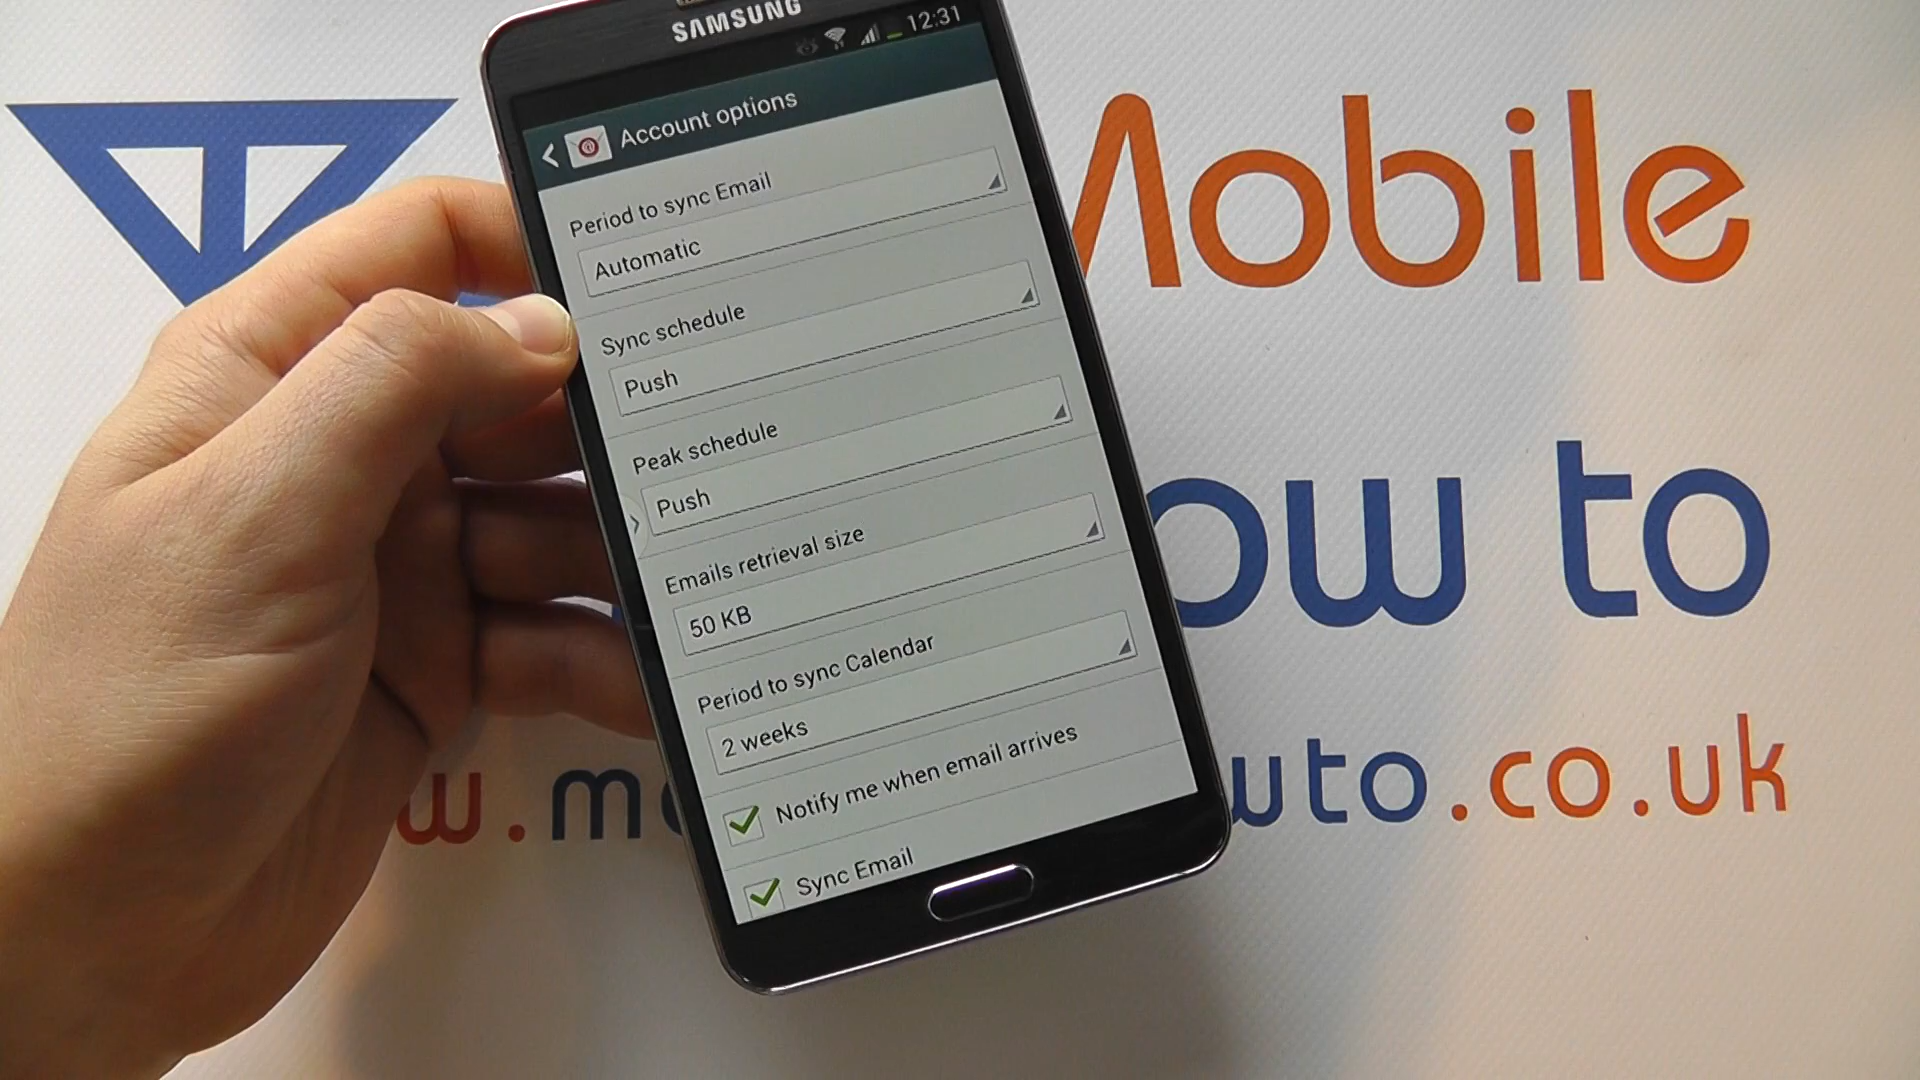 SAMSUNG
12:31
Account options
Period to sync Email
Automatic
Sync schedule
Push
Peak schedule
Push
Emails retrieval size
50 KB
Period to sync Calendar
2 weeks
Notify me when email arrives
Sync Email
Mobile
ow to
w.m
wto.co.uk